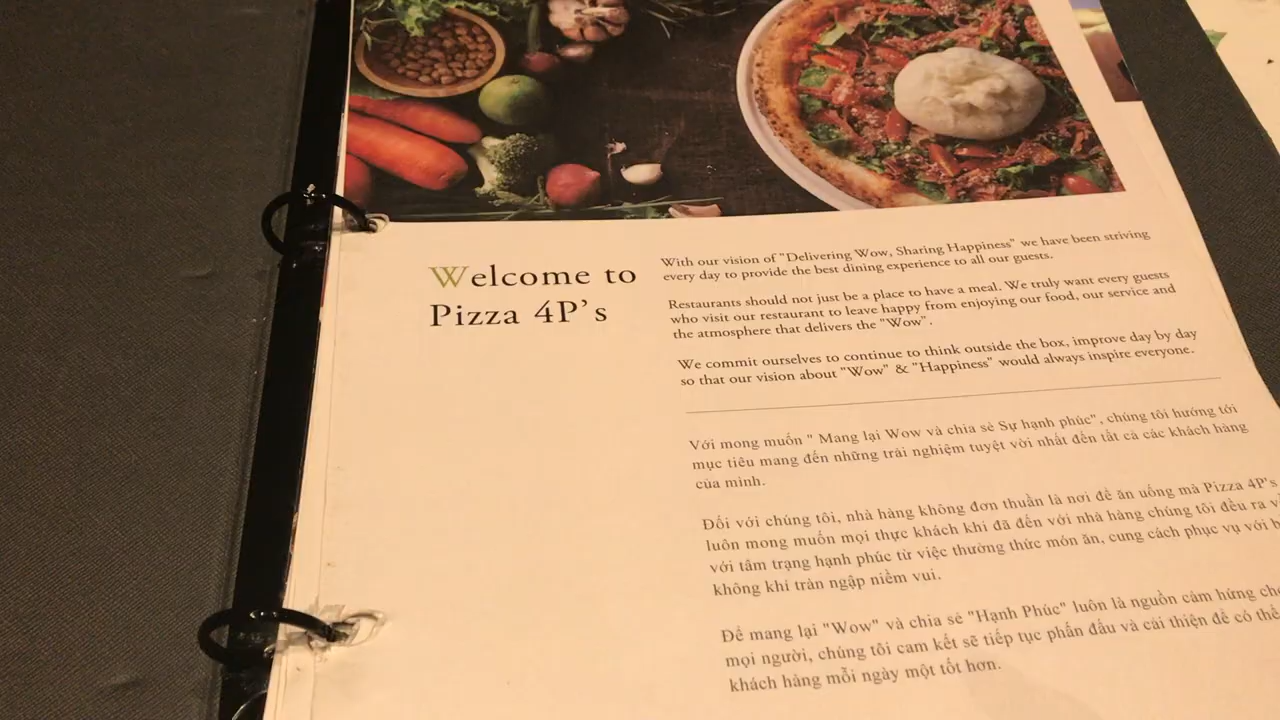 Welcome to
Pizza 4P's
With our vision of "Delivering Wow, Sharing Happiness" we have been striving
every day to provide the best dining experience to all our guests.
Restaurants should not just be a place to have a meal. We truly want every guests
who visit our restaurant to leave happy from enjoying our food, our service and
the atmosphere that delivers the "Wow".
We commit ourselves to continue to think outside the box, improve day by day
so that our vision about "Wow" & "Happiness" would always inspire everyone.
Với mong muốn " Mang lại Wow và chia sẻ Sự hạnh phúc", chúng tôi hướng tới
mục tiêu mang đến những trải nghiệm tuyệt vời nhất đến tất cả các khách hàng
của mình.
Đối với chúng tôi, nhà hàng không đơn thuần là nơi để ăn uống mà Pizza 4P's
luôn mong muốn mọi thực khách khi đã đến với nhà hàng chúng tôi đều ra
với tâm trạng hạnh phúc từ việc thưởng thức món ăn, cung cách phục vụ với
không khí tràn ngập niềm vui.
Để mang lại "Wow" và chia sẻ "Hạnh Phúc" luôn là nguồn cảm hứng
mọi người, chúng tôi cam kết sẽ tiếp tục phấn đấu và cải thiện để có thể
khách hàng mỗi ngày một tốt hơn.